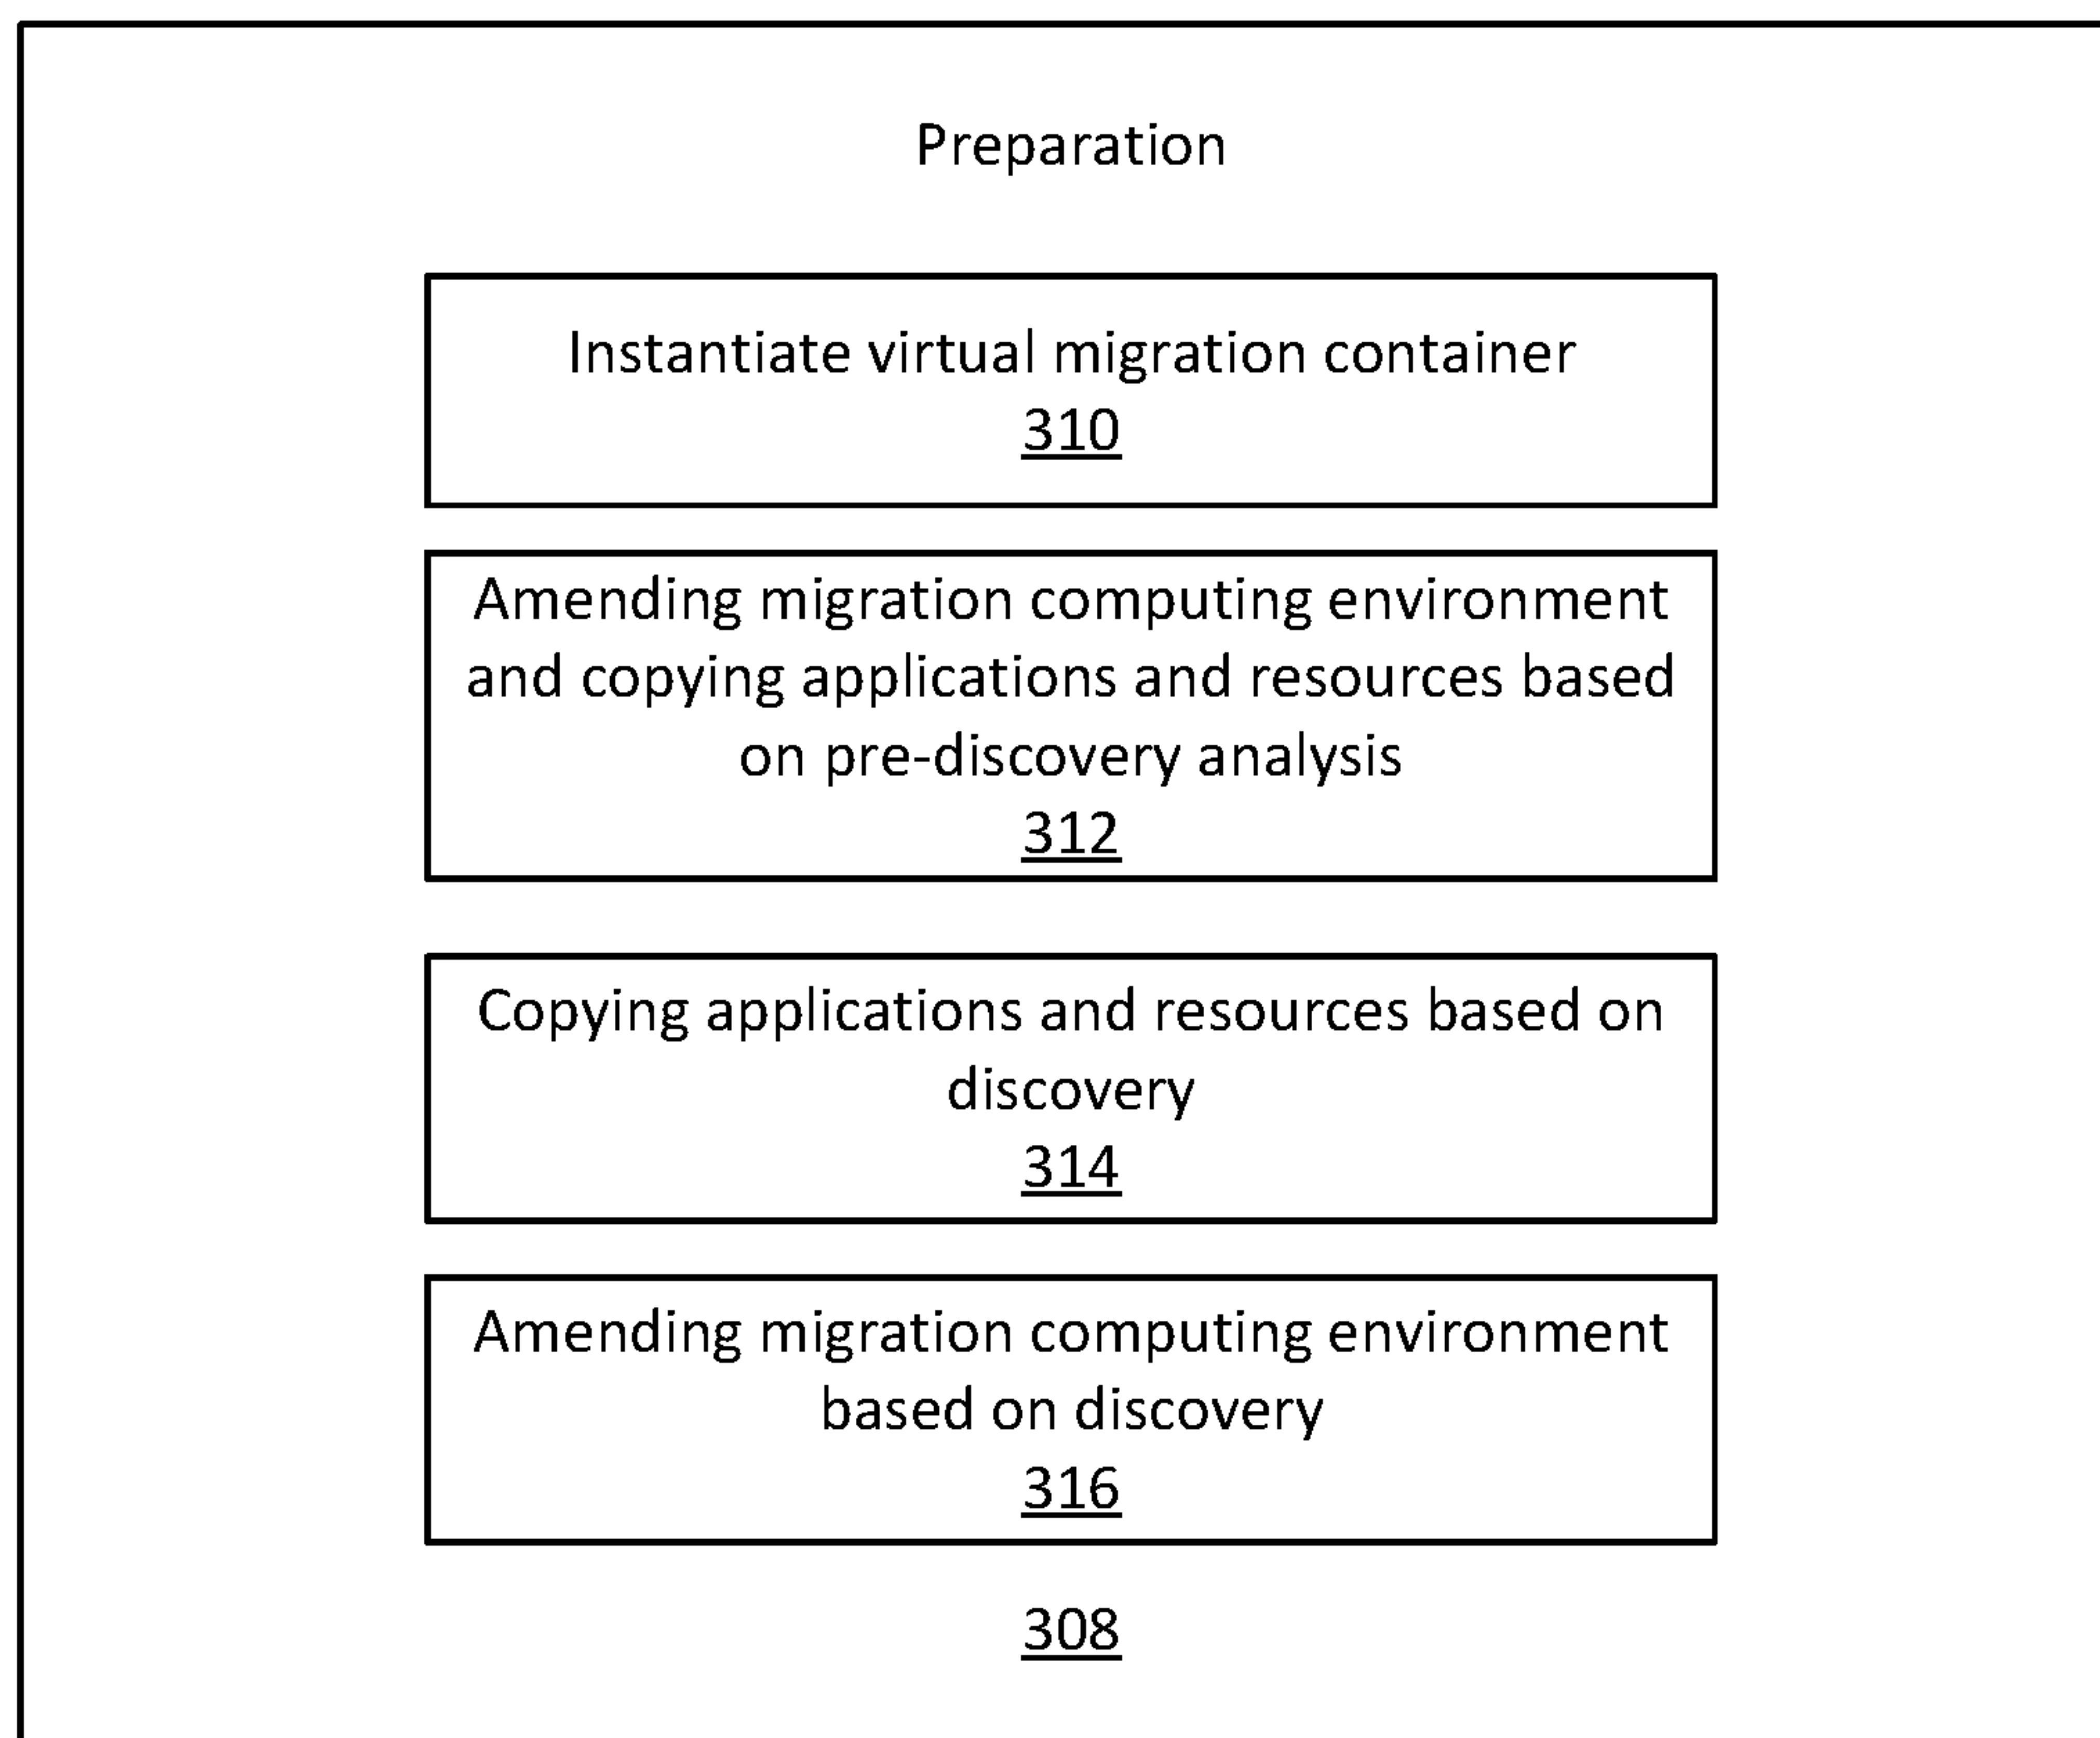 Preparation
Instantiate virtual migration container
310
Amending migration computing environment
and copying applications and resources based
on pre-discovery analysis
312
Copying applications and resources based on
discovery
314
Amending migration computing environment
based on discovery
316
308